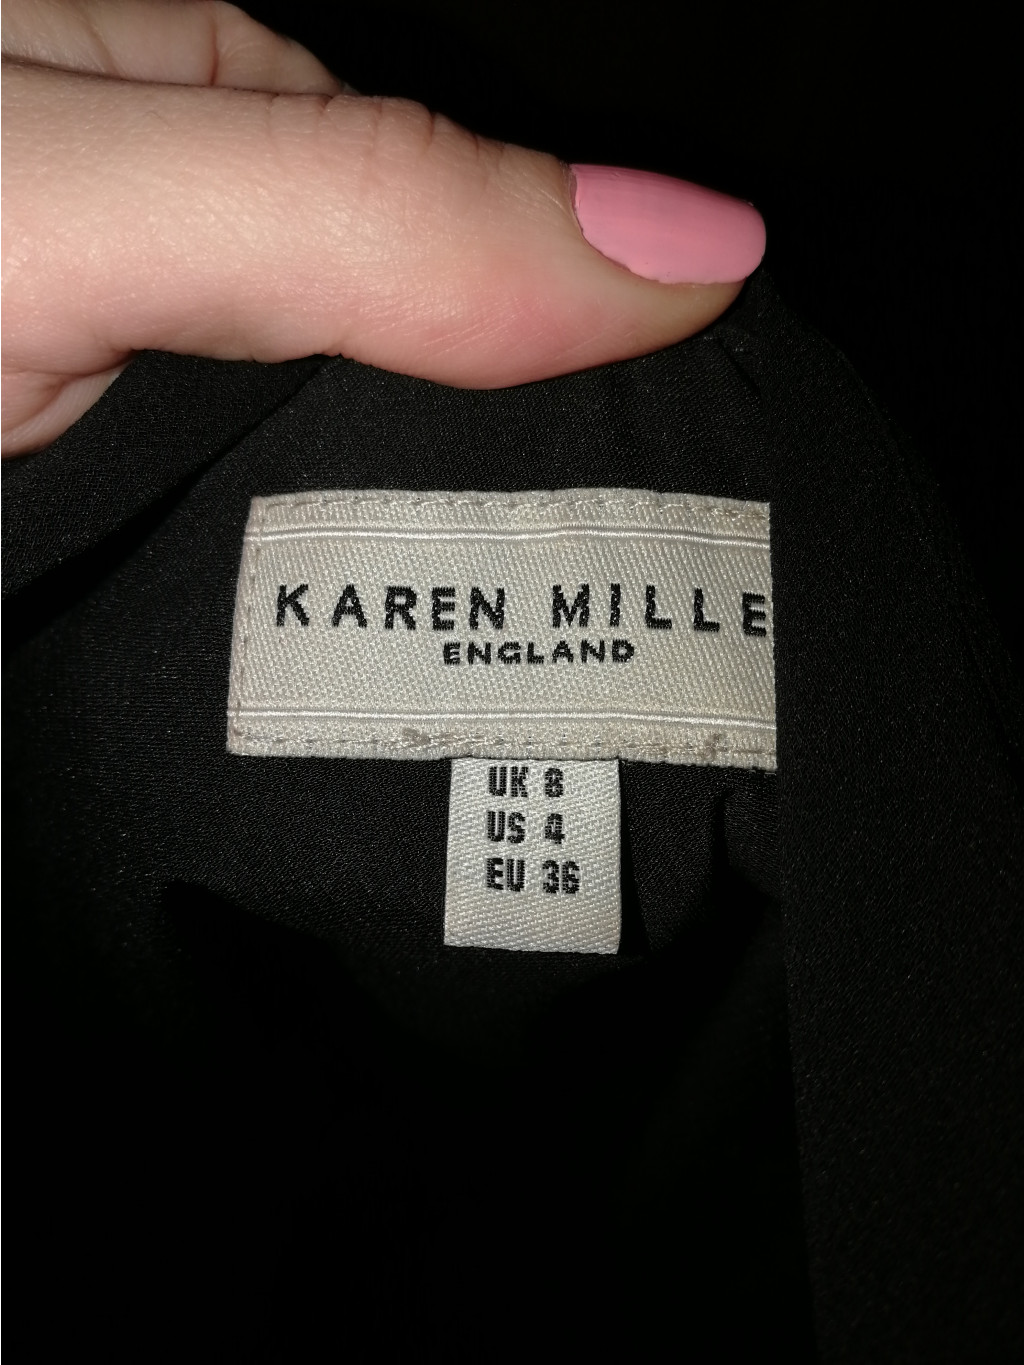 KAREN MILLE
ENGLAND
UK 8
US 4
EU 36